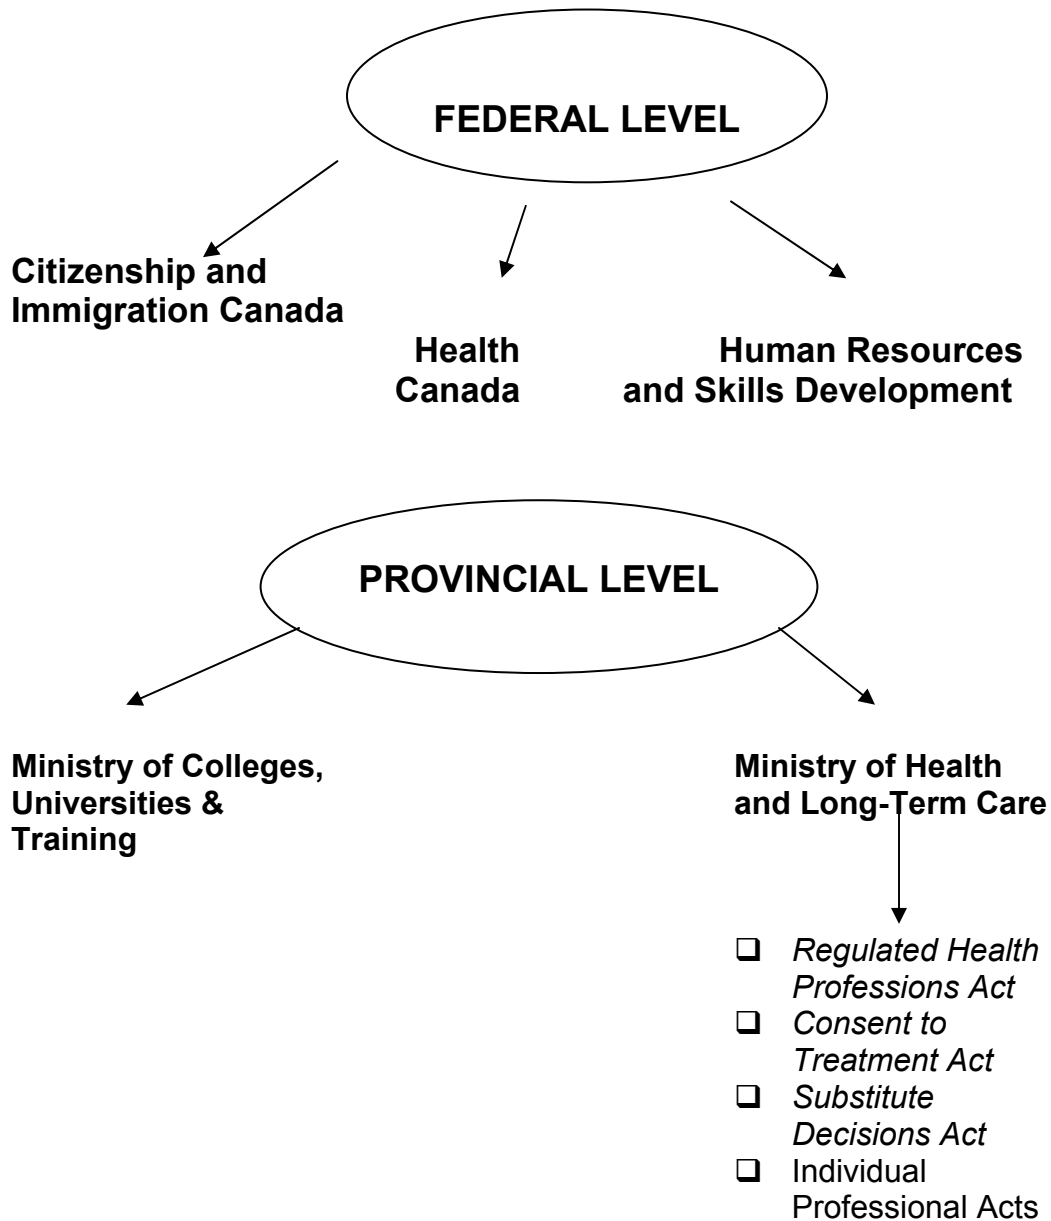 FEDERAL LEVEL
Citizenship and
Immigration Canada
Health
Canada
Human Resources
and Skills Development
PROVINCIAL LEVEL
Ministry of Colleges,
Universities &
Training
Ministry of Health
and Long-Term Care
❑ Regulated Health
Professions Act
❑ Consent to
Treatment Act
❑ Substitute
Decisions Act
❑ Individual
Professional Acts